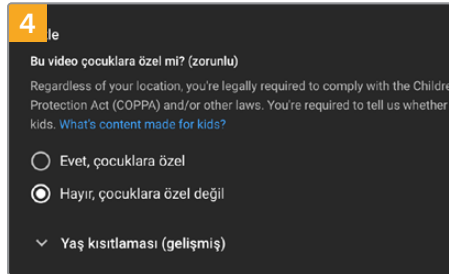 4
le
Bu video çocuklara özel mi? (zorunlu)
Regardless of your location, you're legally required to comply with the Childre
Protection Act (COPPA) and/or other laws. You're required to tell us whether
kids. What's content made for kids?
Evet, çocuklara özel
Hayır, çocuklara özel değil
Yaş kısıtlaması (gelişmiş)